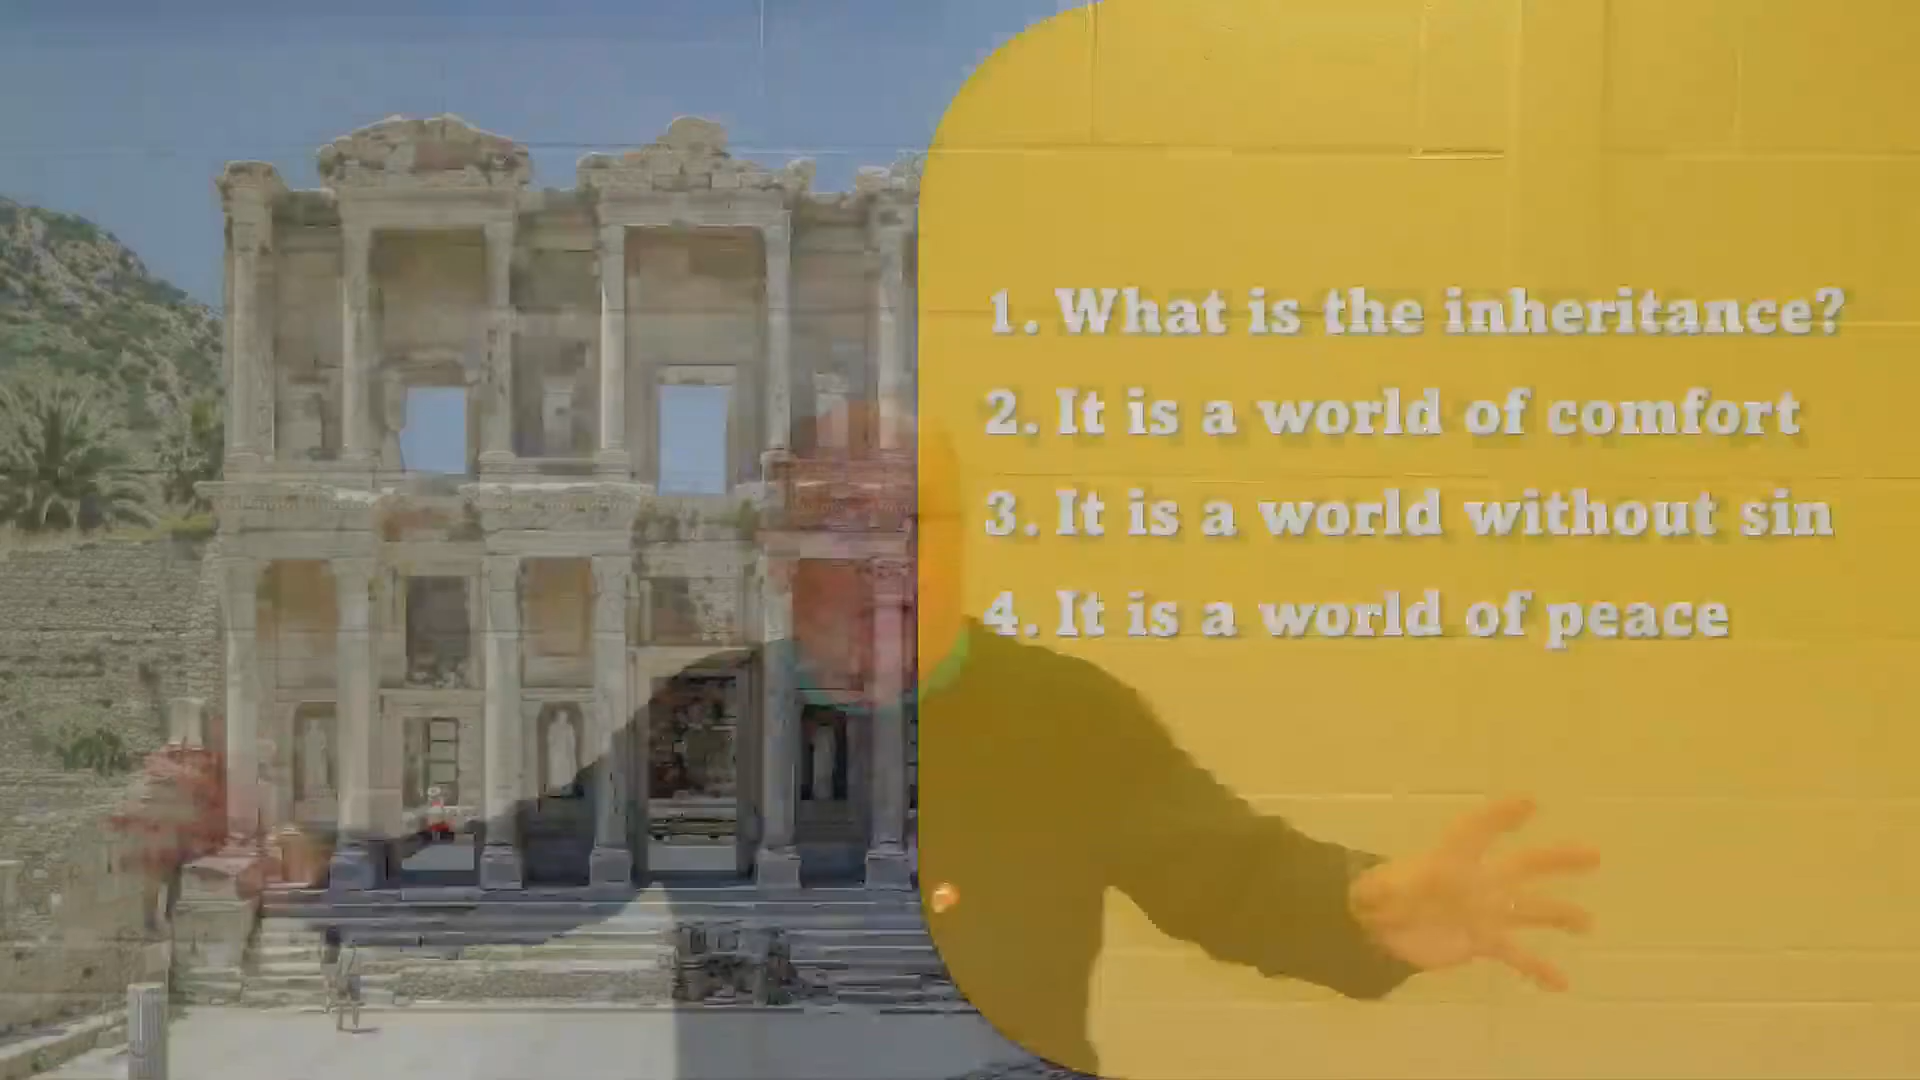 1. What is the inheritance?
2. It is a world of comfort
3. It is a world without sin
4. It is a world of peace